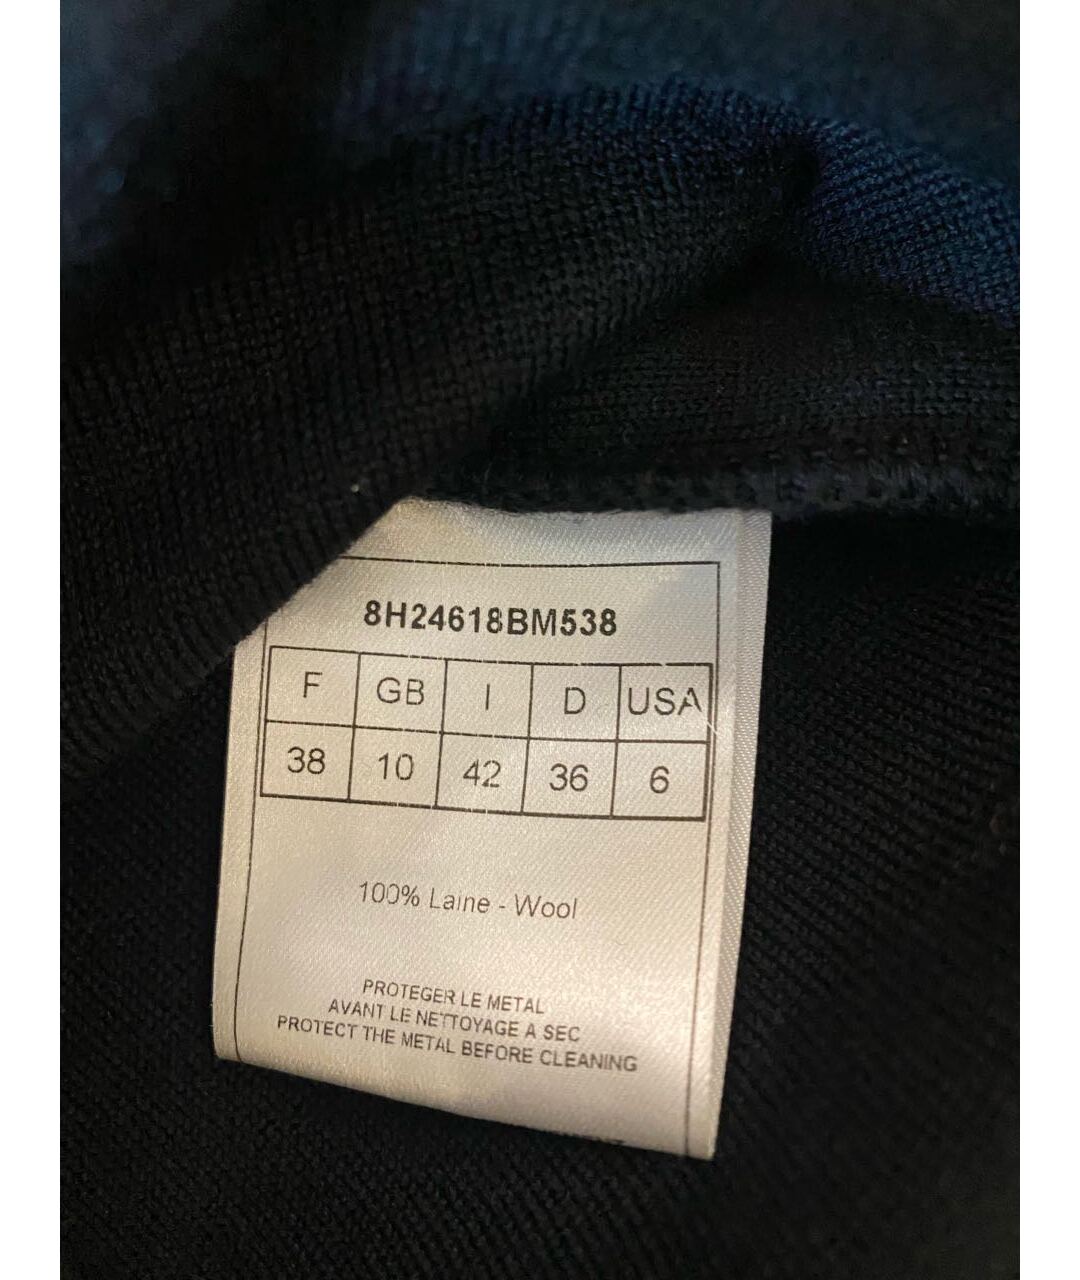 8H24618BM538
F GB I D USA
38 10 42 36 6
100% Laine - Wool
PROTEGER LE METAL
AVANT LE NETTOYAGE A SEC
PROTECT THE METAL BEFORE CLEANING